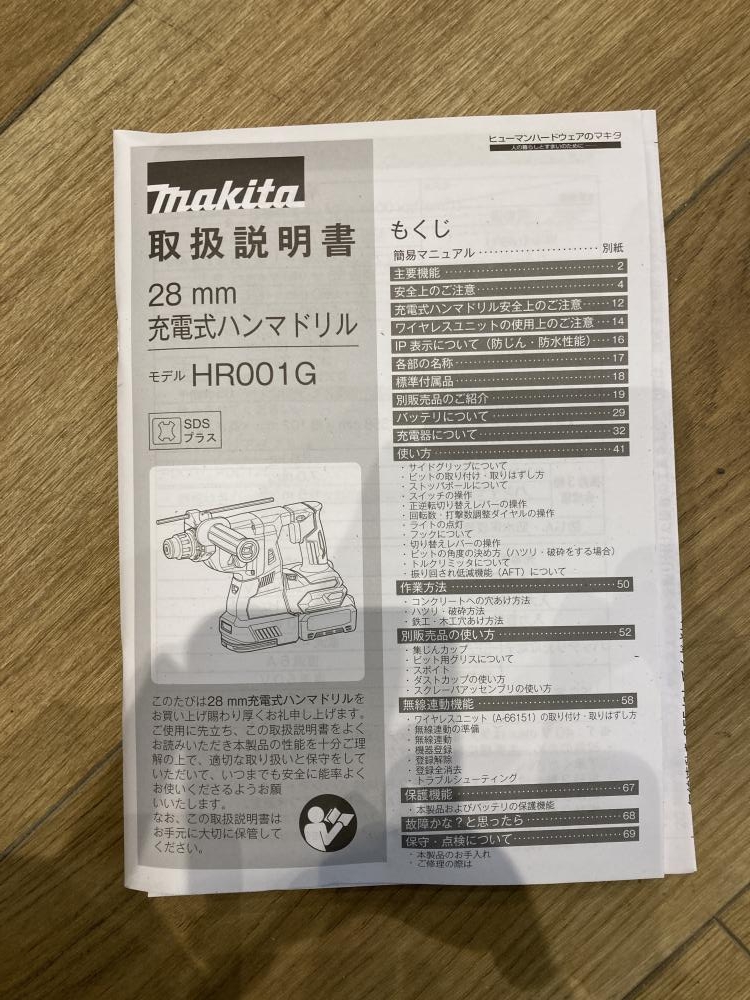 ヒューマンハードウェアのマキタ
人の暮らしとすまいのために
makita
取扱説明書
28 mm
充電式ハンマドリル
モデル HR001G
SDS
プラス
このたびは28 mm充電式ハンマドリルを
お買い上げ賜わり厚くお礼申し上げます。
ご使用に先立ち、この取扱説明書をよく
お読みいただき本製品の性能を十分ご理
解の上で、適切な取り扱いと保守をして
いただいて、いつまでも安全に能率よく
お使いくださるようお願
いいたします。
なお、この取扱説明書は
お手元に大切に保管して
ください。
もくじ
簡易マニュアル 別紙
主要機能 2
安全上のご注意 4
充電式ハンマドリル安全上のご注意 12
ワイヤレスユニットの使用上のご注意 14
IP 表示について（防じん・防水性能） 16
各部の名称 17
標準付属品 18
別販売品のご紹介 19
バッテリについて 29
充電器について 32
使い方 41
・サイドグリップについて
・ビットの取り付け・取りはずし方
・ストッパポールについて
・スイッチの操作
・正逆転切り替えレバーの操作
・回転数・打撃数調整ダイヤルの操作
・ライトの点灯
・フックについて
・切り替えレバーの操作
・ビットの角度の決め方（ハツリ・破砕をする場合）
・トルクリミッタについて
・振り回され低減機能（AFT）について
作業方法 50
・コンクリートへの穴あけ方法
・ハツリ・破砕方法
・鉄工・木工穴あけ方法
別販売品の使い方 52
・集じんカップ
・ビット用グリスについて
・スポイト
・ダストカップの使い方
・スクレーパアッセンブリの使い方
無線連動機能 58
・ワイヤレスユニット（A-66151）の取り付け・取りはずし方
・無線連動の準備
・無線連動
・機器登録
・登録解除
・登録全消去
・トラブルシューティング
保護機能 67
・本製品およびバッテリの保護機能
故障かな？と思ったら 68
保守・点検について 69
・本製品のお手入れ
・ご修理の際は